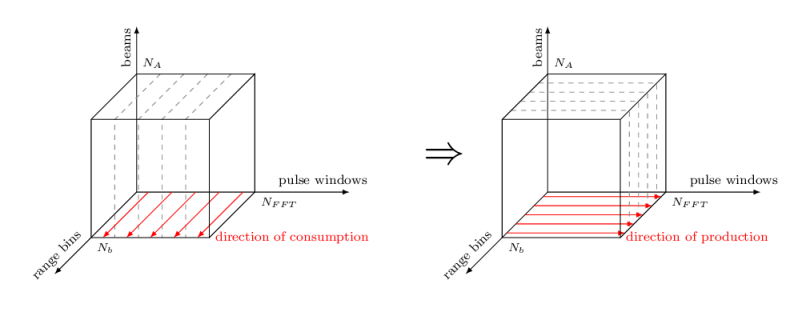 beams
N_A
pulse windows
N_{FFT}
direction of consumption
N_b
range bins
⇒
beams
N_A
pulse windows
N_{FFT}
direction of production
N_b
range bins